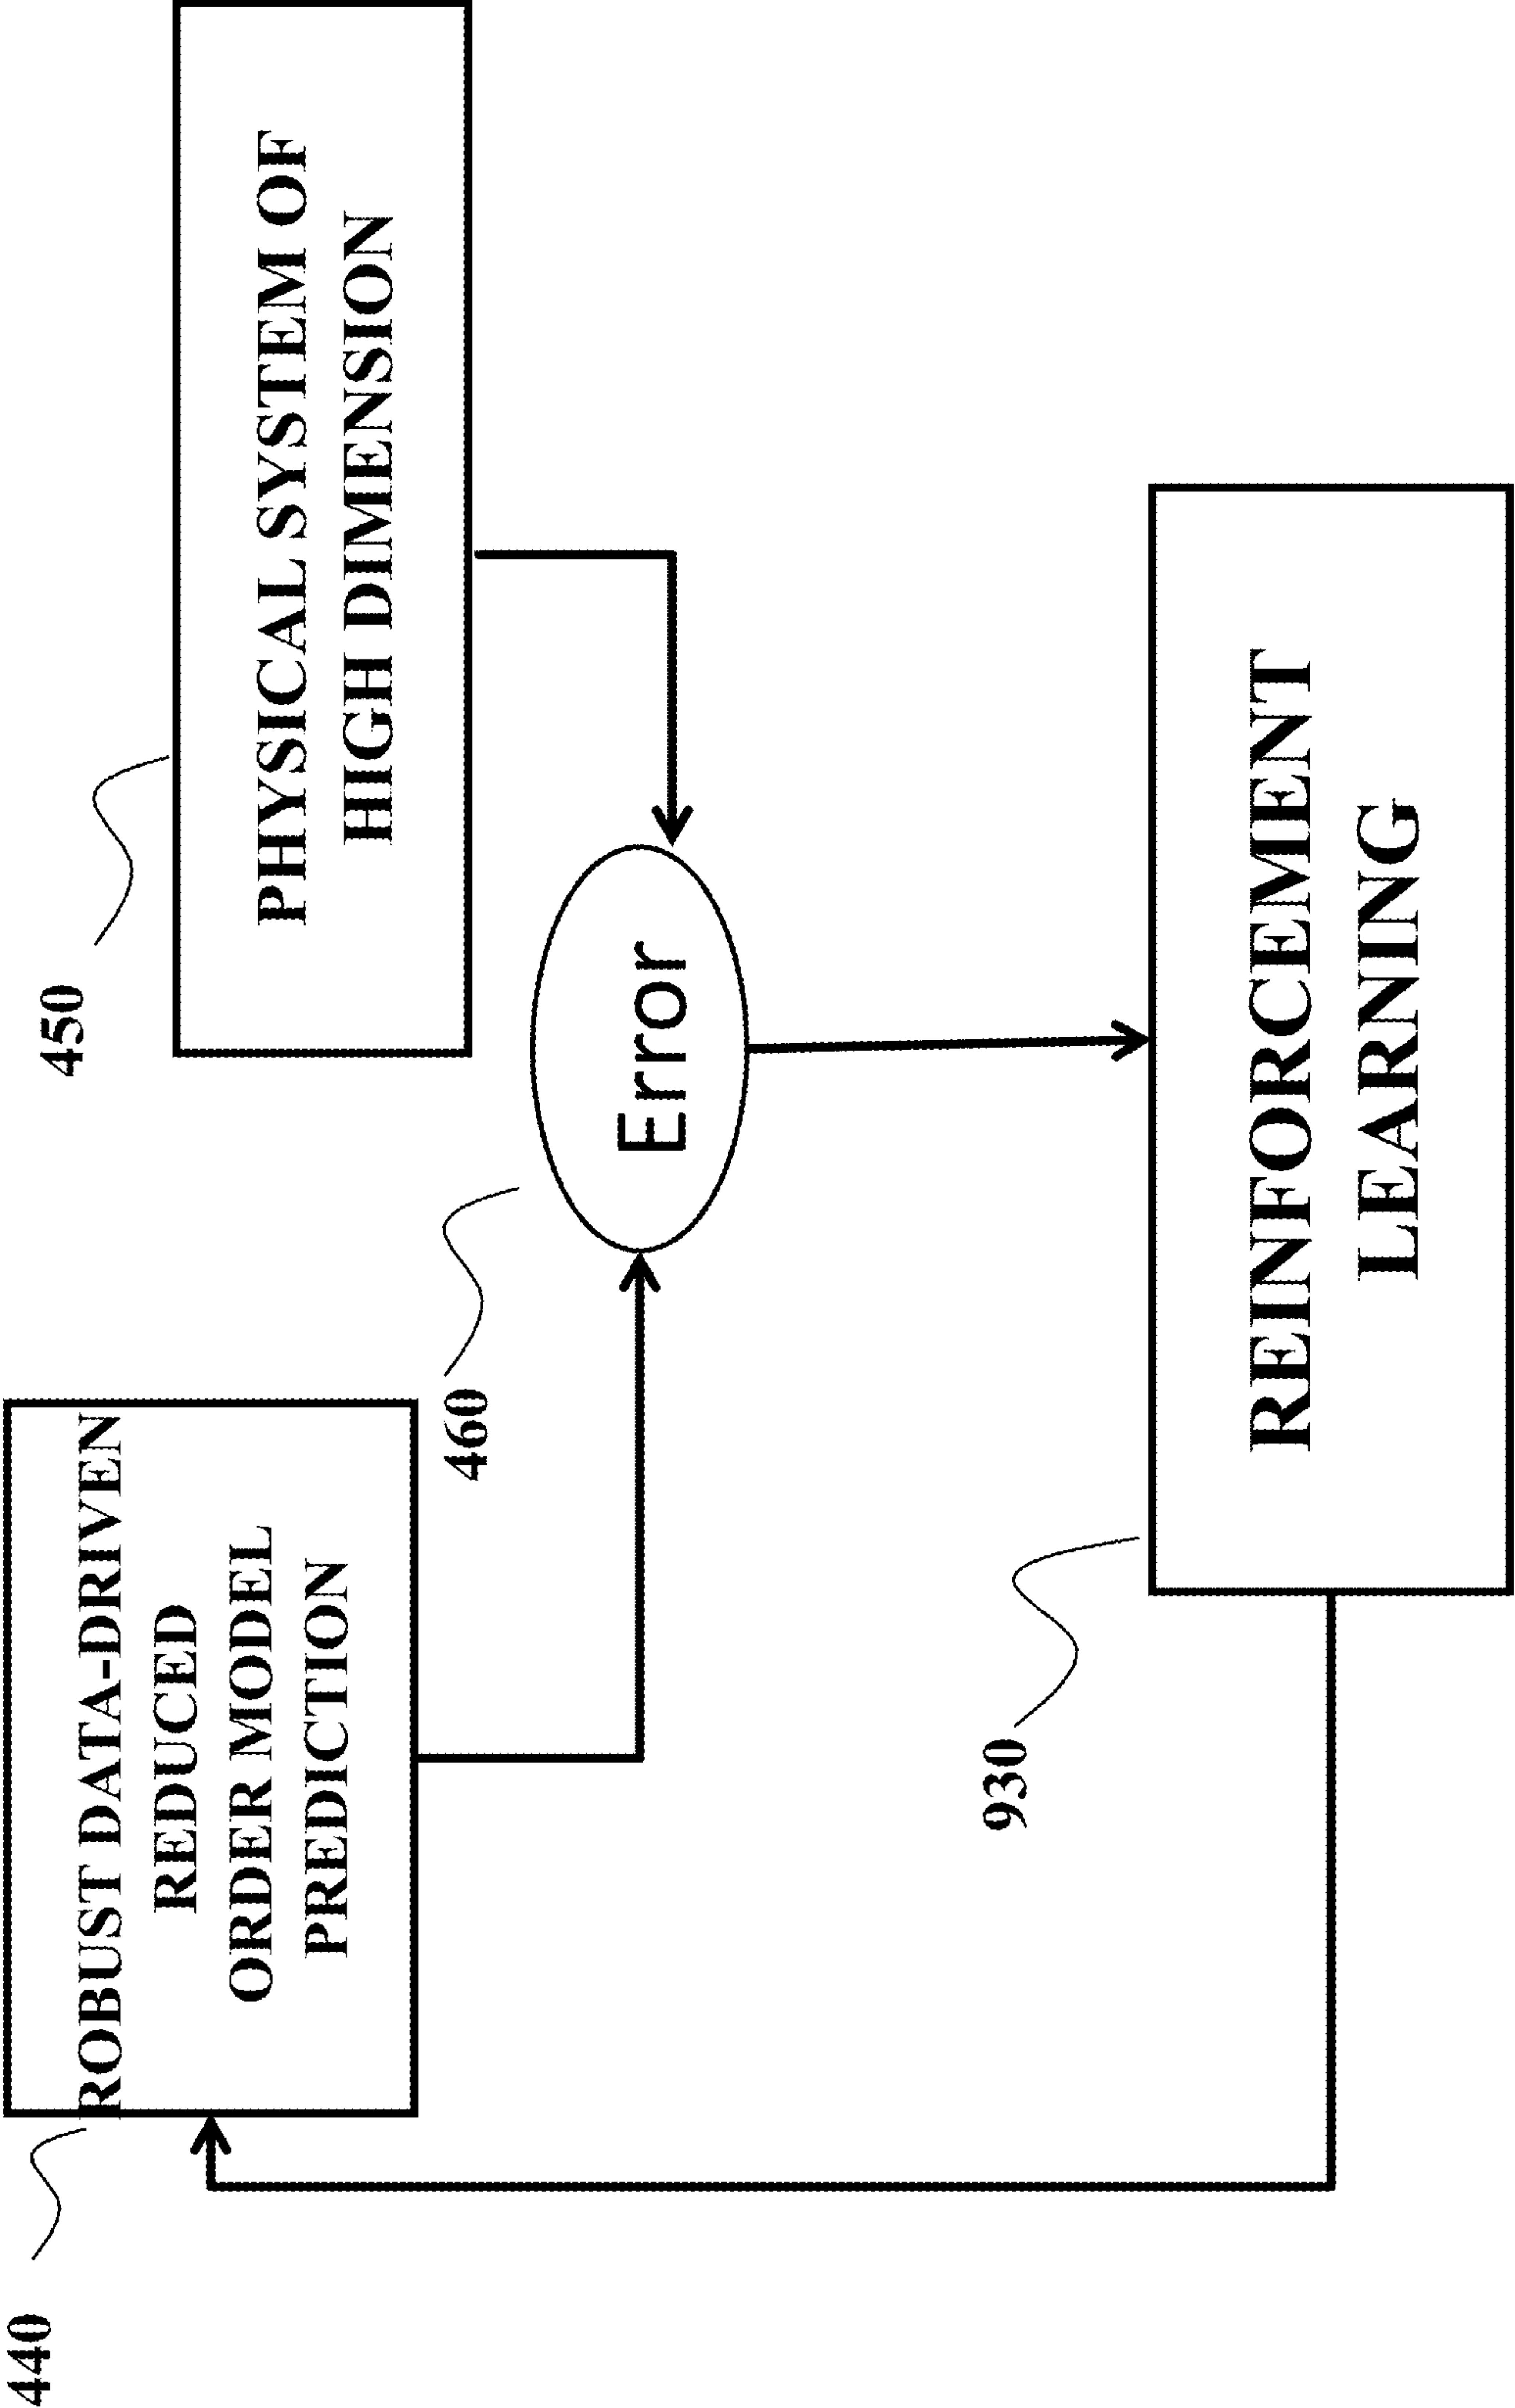 440
ROBUST DATA-DRIVEN
REDUCED
ORDER MODEL
PREDICTION
450
PHYSICAL SYSTEM OF
HIGH DIMENSION
460
Error
930
REINFORCEMENT
LEARNING